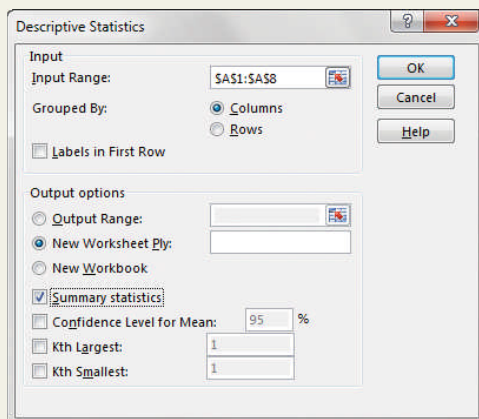 Descriptive Statistics
Input
Input Range: $A$1:$A$8
Grouped By: Columns
Rows
Labels in First Row
OK
Cancel
Help
Output options
Output Range:
New Worksheet Ply:
New Workbook
Summary statistics
Confidence Level for Mean: 95 %
Kth Largest: 1
Kth Smallest: 1